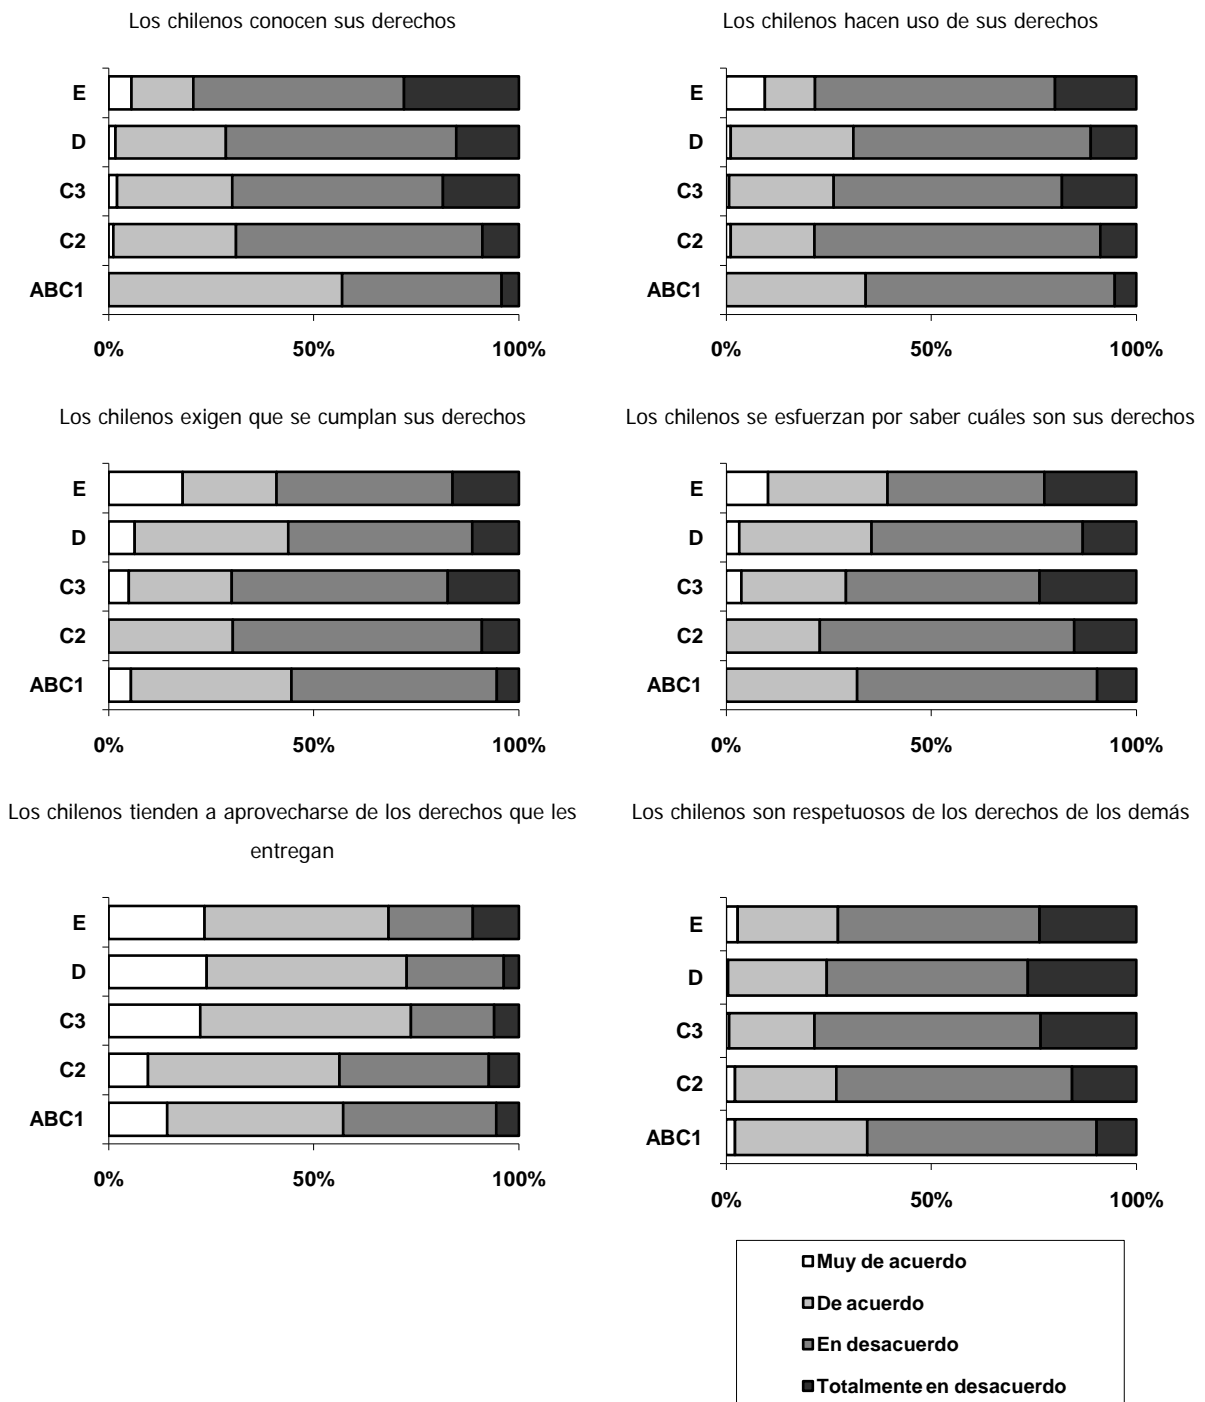 Los chilenos conocen sus derechos
E
D
C3
C2
ABC1
0% 50% 100%
Los chilenos hacen uso de sus derechos
E
D
C3
C2
ABC1
0% 50% 100%
Los chilenos exigen que se cumplan sus derechos
E
D
C3
C2
ABC1
0% 50% 100%
Los chilenos se esfuerzan por saber cuáles son sus derechos
E
D
C3
C2
ABC1
0% 50% 100%
Los chilenos tienden a aprovecharse de los derechos que les
entregan
E
D
C3
C2
ABC1
0% 50% 100%
Los chilenos son respetuosos de los derechos de los demás
E
D
C3
C2
ABC1
0% 50% 100%
Muy de acuerdo
De acuerdo
En desacuerdo
Totalmente en desacuerdo